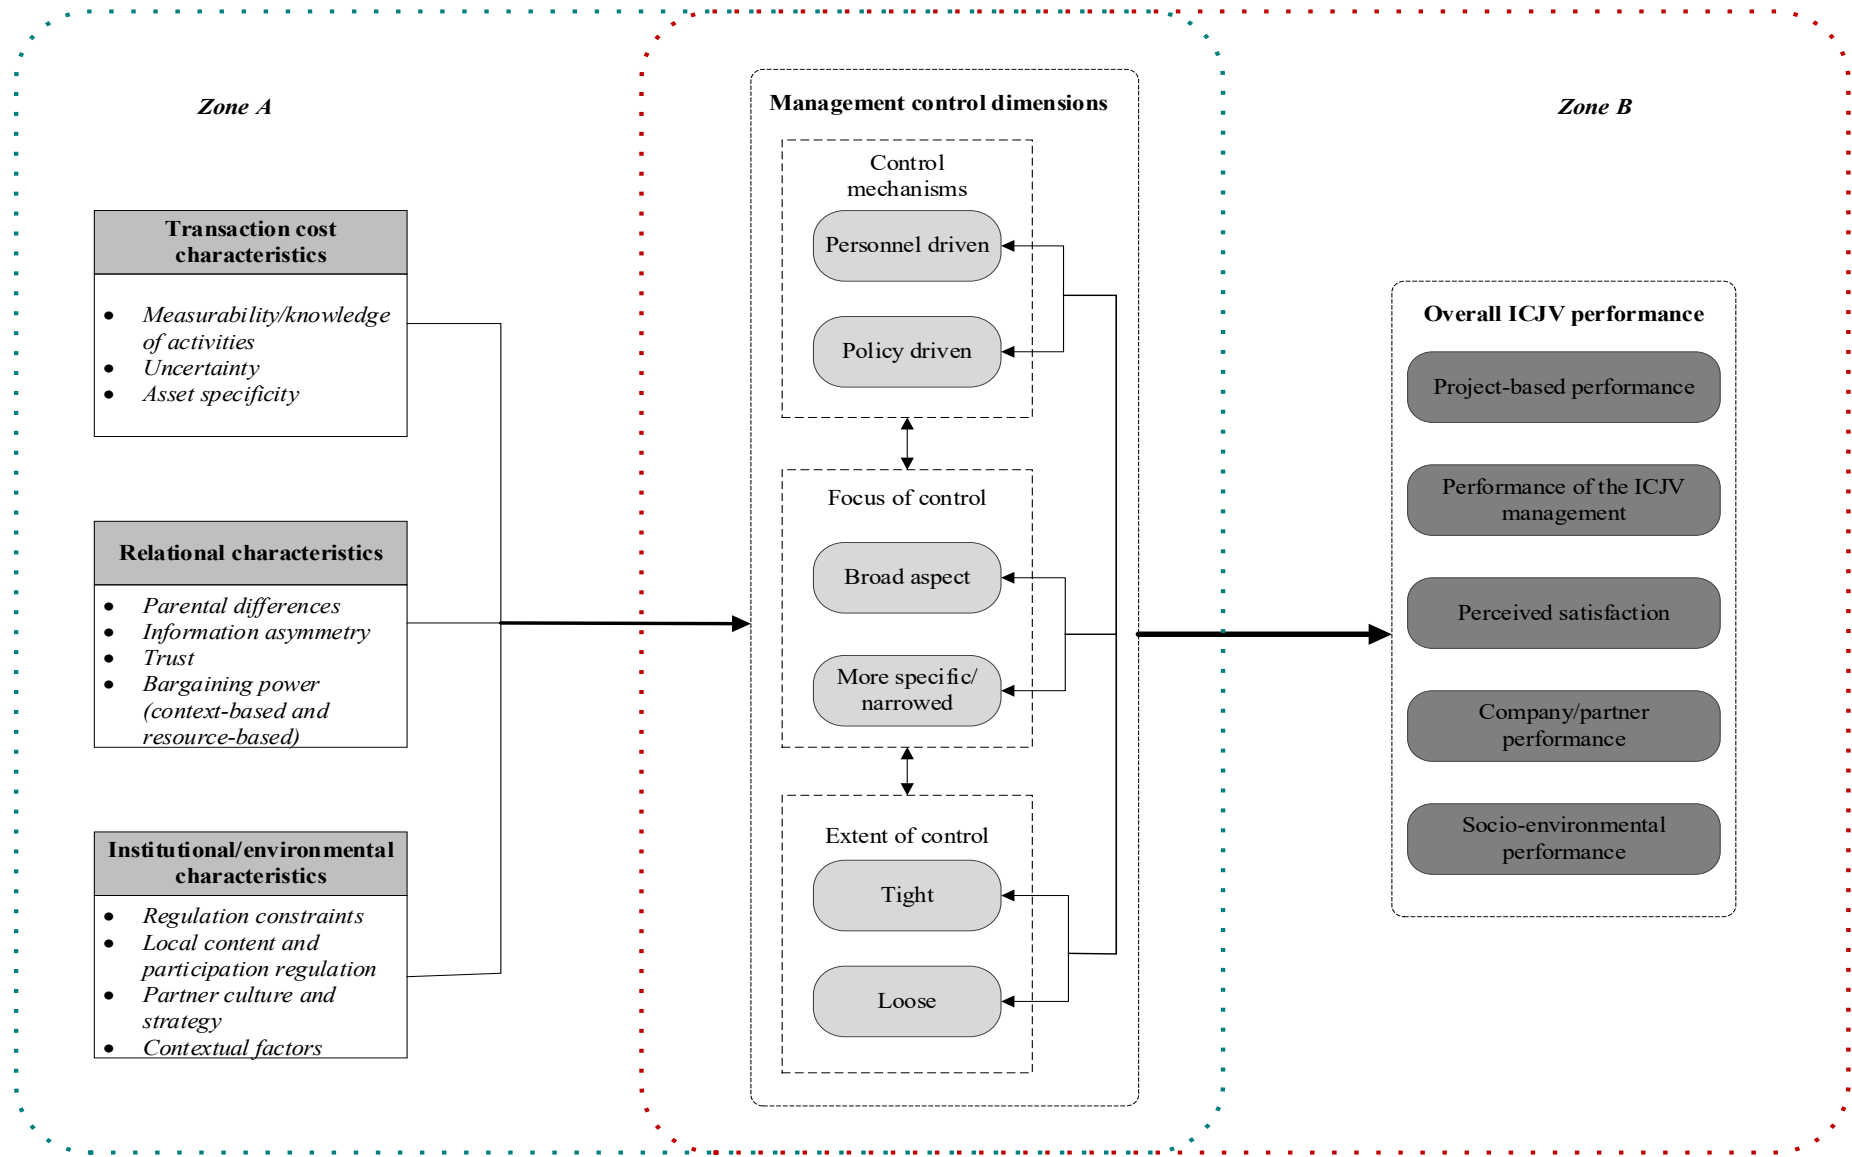 Zone A
Transaction cost
characteristics
• Measurability/knowledge
of activities
• Uncertainty
• Asset specificity
Relational characteristics
• Parental differences
• Information asymmetry
• Trust
• Bargaining power
(context-based and
resource-based)
Institutional/environmental
characteristics
• Regulation constraints
• Local content and
participation regulation
• Partner culture and
strategy
• Contextual factors
Management control dimensions
Control
mechanisms
Personnel driven
Policy driven
Focus of control
Broad aspect
More specific/
narrowed
Extent of control
Tight
Loose
Zone B
Overall ICJV performance
Project-based performance
Performance of the ICJV
management
Perceived satisfaction
Company/partner
performance
Socio-environmental
performance